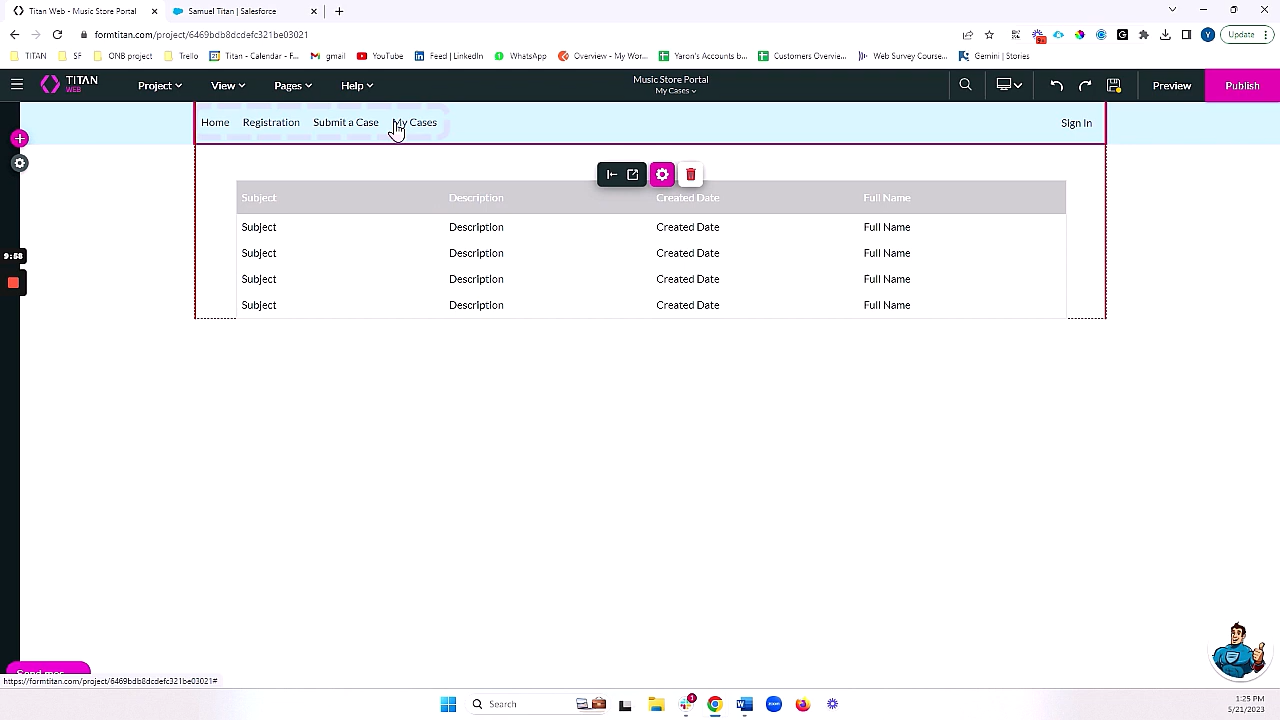 Titan Web - Music Store Portal
Samuel Titan | Salesforce
formtitan.com/project/6469bdb8dcdefc321be03021
Update
TITAN
SF
ONB project
Trello
Titan - Calendar - F...
gmail
YouTube
Feed | LinkedIn
WhatsApp
Overview - My Wor...
Yaron's Accounts b...
Customers Overvie...
Web Survey Course...
Gemini | Stories
TITAN
WEB
Project
View
Pages
Help
Music Store Portal
My Cases
Preview
Publish
Home
Registration
Submit a Case
My Cases
Sign In
Subject Description Created Date Full Name
Subject Description Created Date Full Name
Subject Description Created Date Full Name
Subject Description Created Date Full Name
Subject Description Created Date Full Name
9:58
https://formtitan.com/project/6469bdb8dcdefc321be03021#
Search
1
1:25 PM
5/21/2023